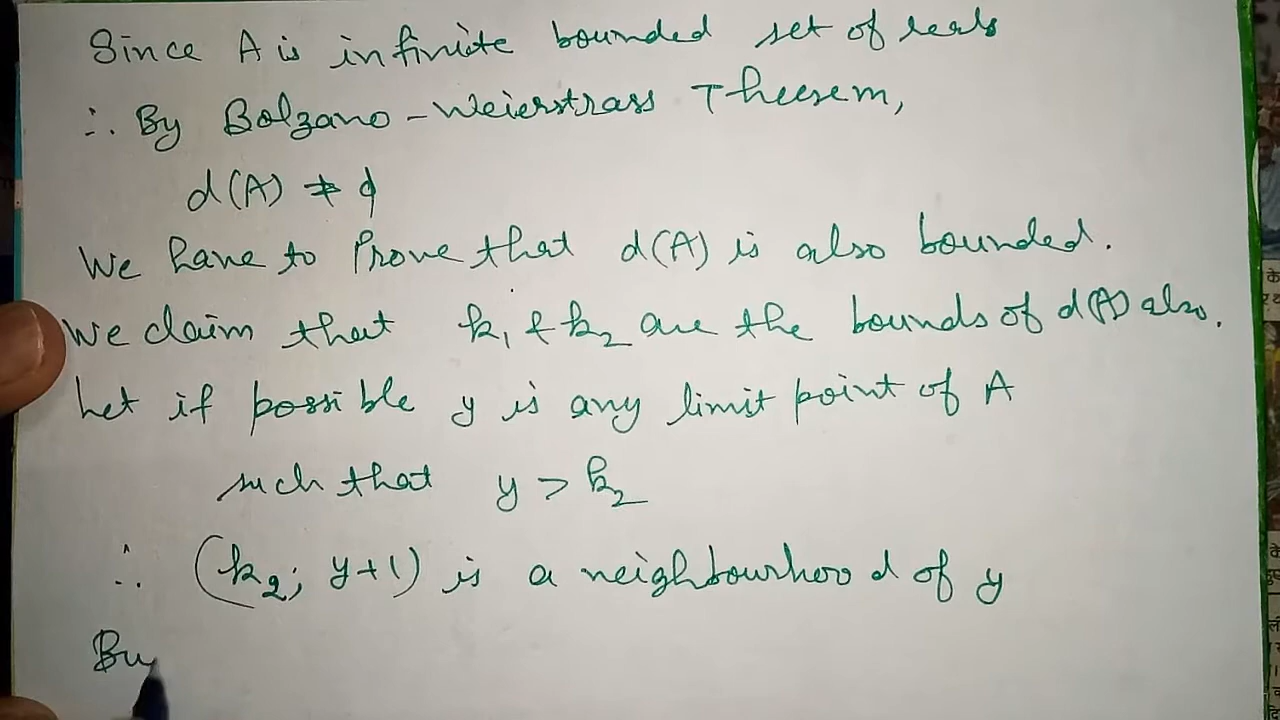 Since A is infinite bounded set of reals
∴ By Bolzano-Weierstrass Theorem,
d(A) ≠ φ
We have to Prove that d(A) is also bounded.
We claim that k₁ & k₂ are the bounds of d(A) also.
Let if possible y is any limit point of A
such that y > k₂
∴ (k₂, y+1) is a neighbourhood of y
Bu